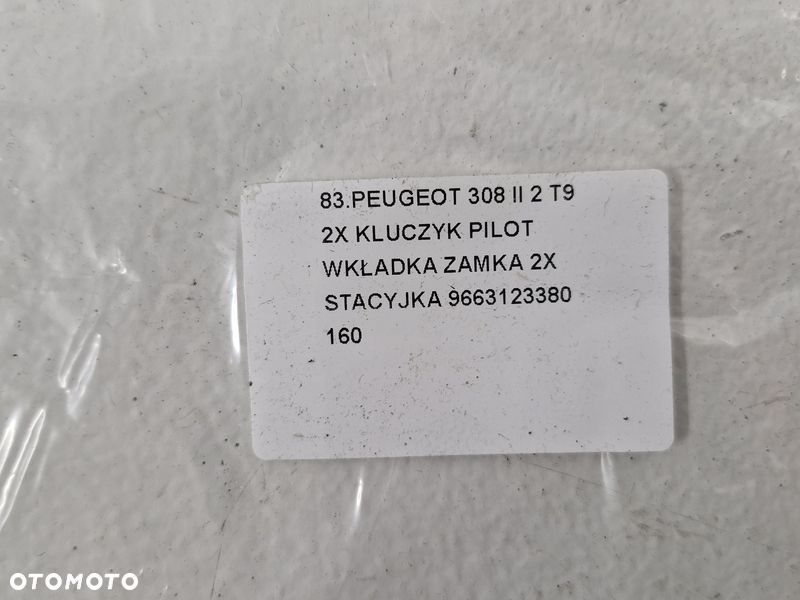 83.PEUGEOT 308 II 2 T9
2X KLUCZYK PILOT
WKŁADKA ZAMKA 2X
STACYJKA 9663123380
160
OTOMOTO